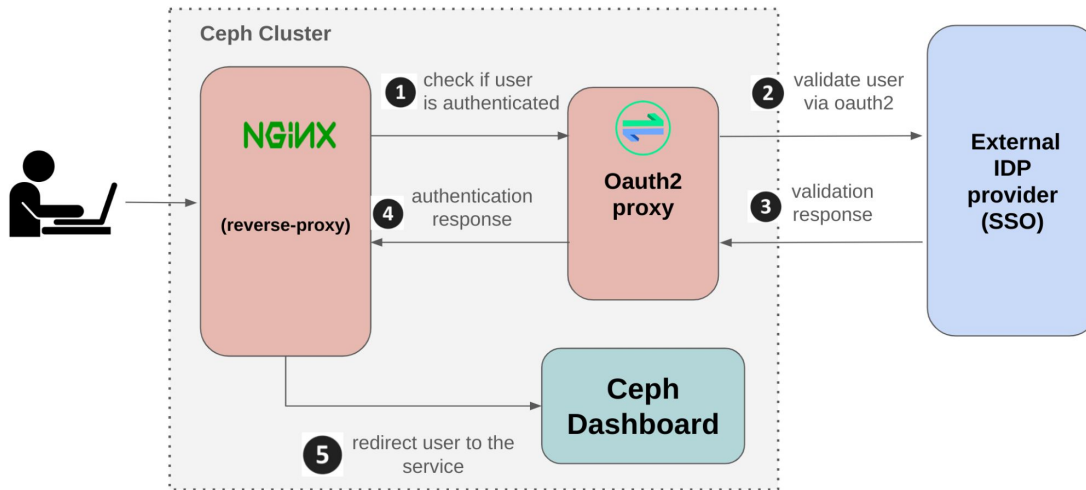 Ceph Cluster
1
check if user
is authenticated
2
validate user
via oauth2
NGINX
(reverse-proxy)
Oauth2
proxy
External
IDP
provider
(SSO)
4
authentication
response
3
validation
response
Ceph
Dashboard
5
redirect user to the
service